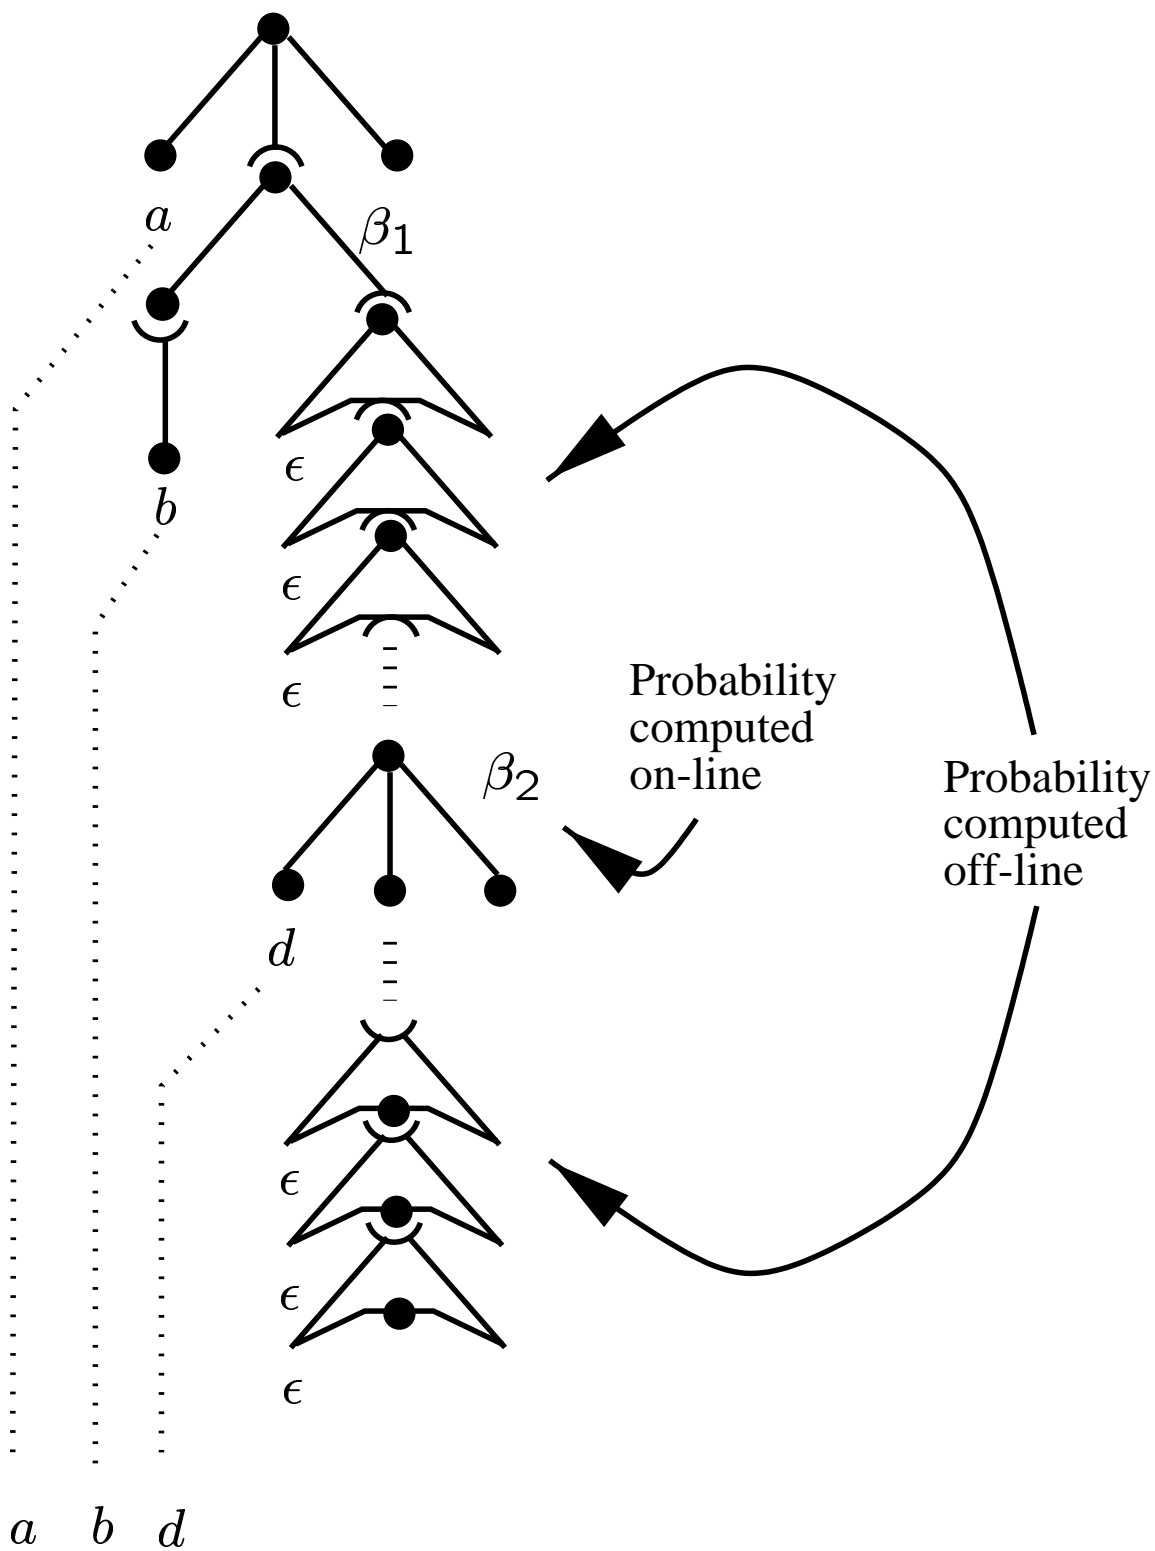 a
β1
b
ϵ
ϵ
ϵ
Probability
computed
on-line
β2
Probability
computed
off-line
d
ϵ
ϵ
ϵ
a b d